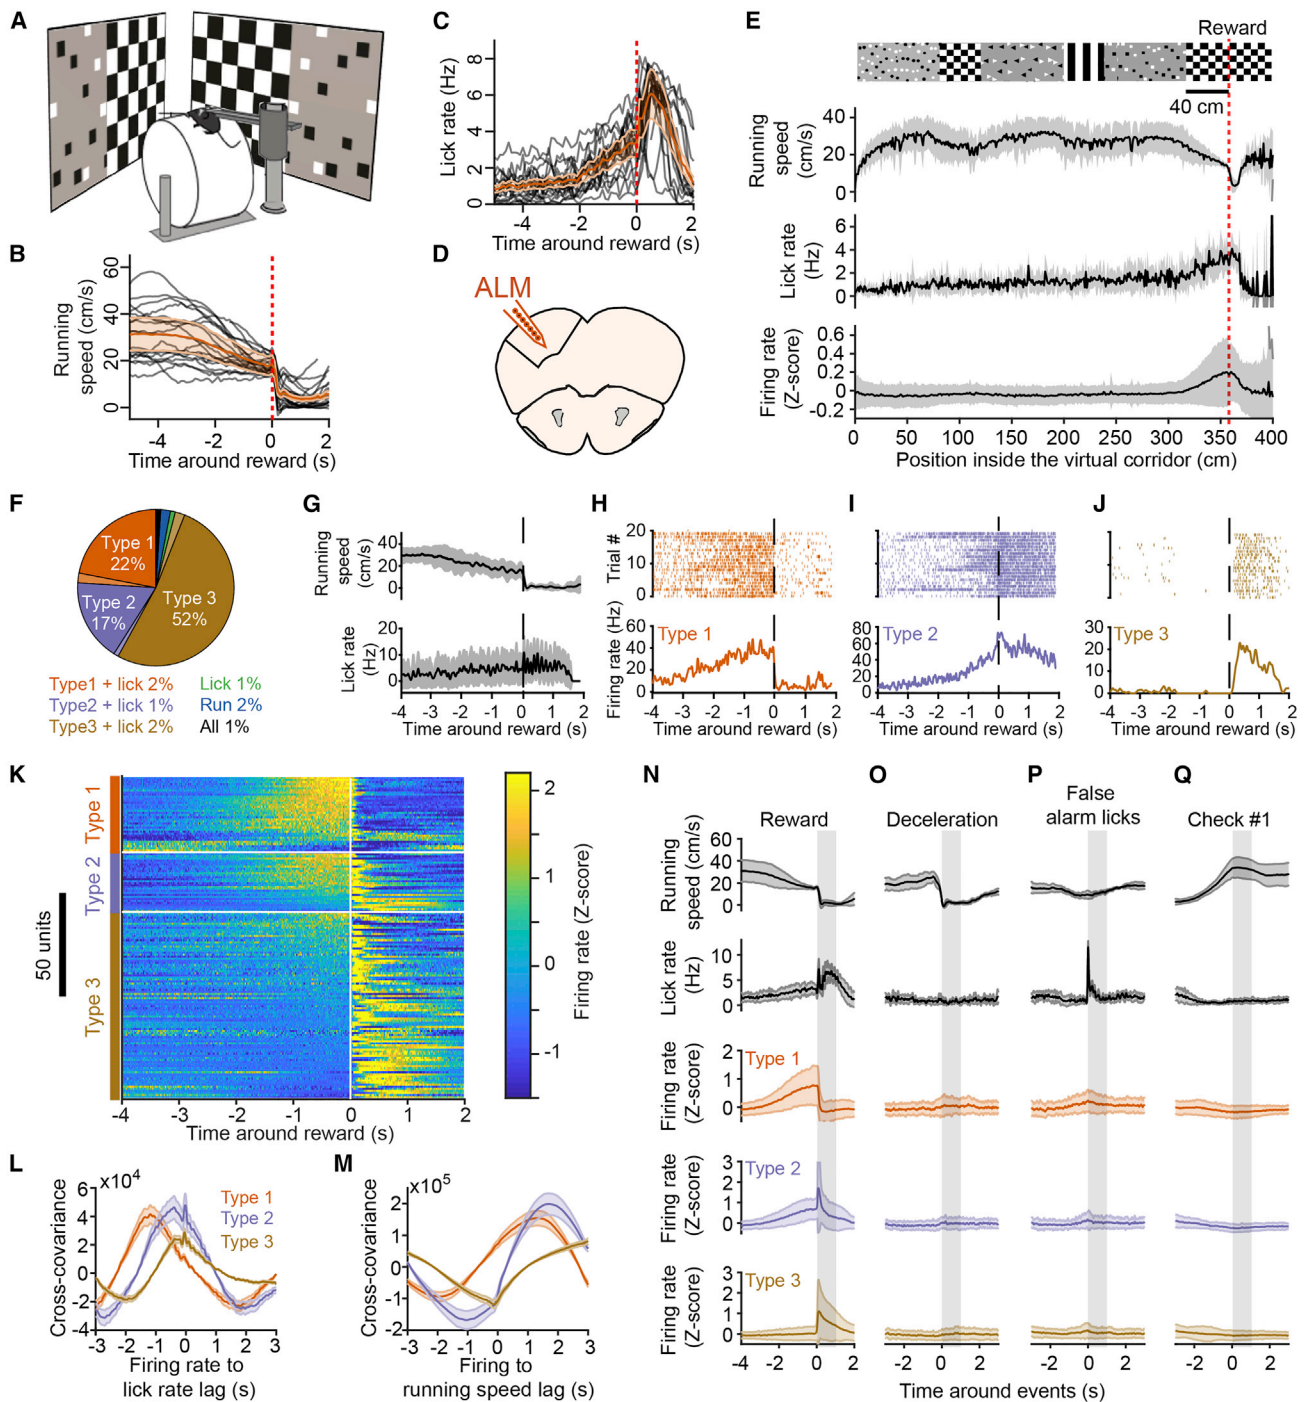 A
B
Running
speed (cm/s)
60
40
20
0
-4
-2
0
2
Time around reward (s)
C
Lick rate (Hz)
8
6
4
2
0
-4
-2
0
2
Time around reward (s)
D
ALM
E
Reward
40 cm
Running
speed
(cm/s)
40
20
0
Lick rate
(Hz)
6
4
2
0
Firing rate
(Z-score)
0.6
0.4
0.2
0
-0.2
0 50 100 150 200 250 300 350 400
Position inside the virtual corridor (cm)
F
Type 1
22%
Type 2
17%
Type 3
52%
Type1 + lick 2%
Type2 + lick 1%
Type3 + lick 2%
Lick 1%
Run 2%
All 1%
G
Running
speed
(cm/s)
40
20
0
Lick rate
(Hz)
20
10
0
-4 -3 -2 -1 0 1 2
Time around reward (s)
H
Trial #
20
10
0
Firing rate (Hz)
60
40
20
0
Type 1
-4 -3 -2 -1 0 1 2
Time around reward (s)
I
20
10
0
80
60
40
20
0
Type 2
-4 -3 -2 -1 0 1 2
Time around reward (s)
J
20
10
0
30
20
10
0
Type 3
-4 -3 -2 -1 0 1 2
Time around reward (s)
K
Type 1
Type 2
Type 3
50 units
-4 -3 -2 -1 0 1 2
Time around reward (s)
2
1
0
-1
Firing rate (Z-score)
L
×10⁴
Cross-covariance
6
4
2
0
-2
-4
Type 1
Type 2
Type 3
-3 -2 -1 0 1 2 3
Firing rate to
lick rate lag (s)
M
×10⁵
Cross-covariance
2
1
0
-1
-2
-3 -2 -1 0 1 2 3
Firing to
running speed lag (s)
N
Reward
O
Deceleration
P
False
alarm licks
Q
Check #1
Running
speed (cm/s)
60
40
20
0
Lick rate
(Hz)
10
5
0
Firing rate
(Z-score)
2
1
0
Type 1
Firing rate
(Z-score)
3
2
1
0
Type 2
Firing rate
(Z-score)
3
2
1
0
Type 3
-4 -2 0 2
-2 0 2
-2 0 2
-2 0 2
Time around events (s)